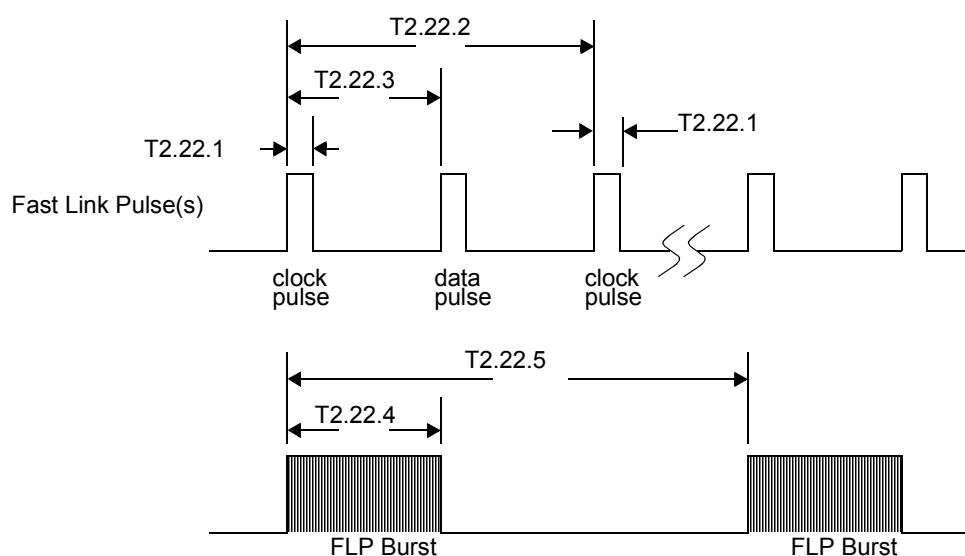 T2.22.2
T2.22.3
T2.22.1
T2.22.1
Fast Link Pulse(s)
clock
pulse
data
pulse
clock
pulse
T2.22.5
T2.22.4
FLP Burst
FLP Burst